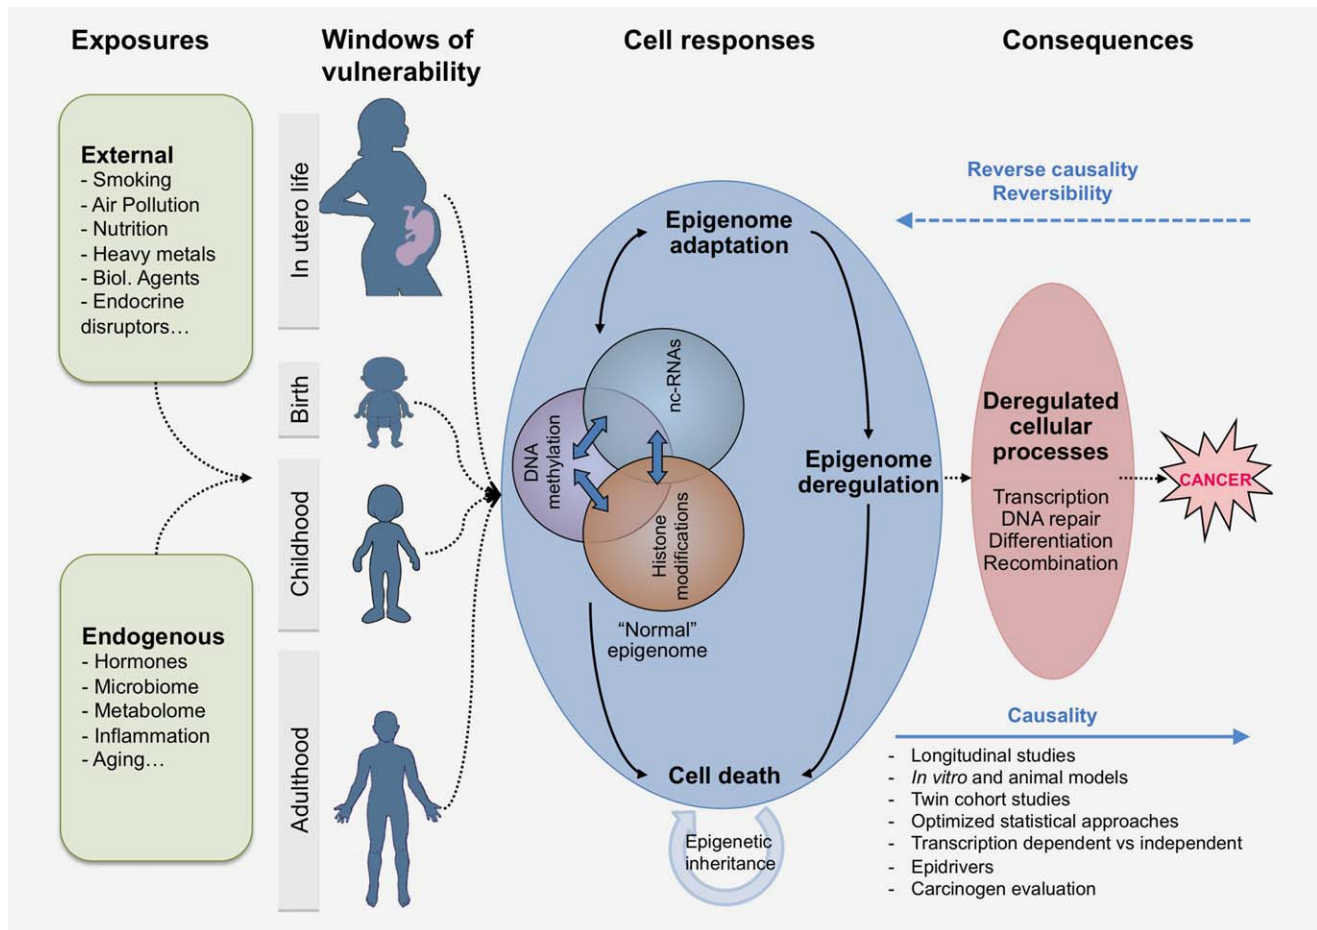 Exposures
Windows of
vulnerability
Cell responses
Consequences
External
- Smoking
- Air Pollution
- Nutrition
- Heavy metals
- Biol. Agents
- Endocrine
disruptors…
Endogenous
- Hormones
- Microbiome
- Metabolome
- Inflammation
- Aging…
In utero life
Birth
Childhood
Adulthood
Epigenome
adaptation
nc-RNAs
DNA
methylation
Histone
modifications
“Normal”
epigenome
Epigenome
deregulation
Cell death
Epigenetic
inheritance
Reverse causality
Reversibility
Deregulated
cellular
processes
Transcription
DNA repair
Differentiation
Recombination
CANCER
Causality
- Longitudinal studies
- In vitro and animal models
- Twin cohort studies
- Optimized statistical approaches
- Transcription dependent vs independent
- Epidrivers
- Carcinogen evaluation